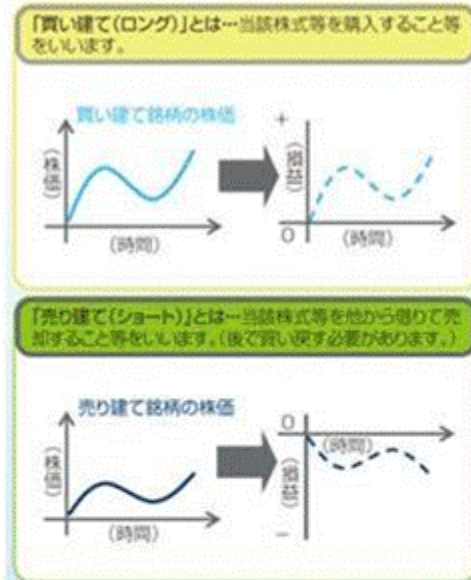 「買い建て(ロング)」とは…当該株式等を購入すること等
をいいます。
買い建て銘柄の株価
(株価)
(時間)
+
(損益)
O
(時間)
「売り建て(ショート)」とは…当該株式等を他から借りて売
却すること等をいいます。(後で買い戻す必要があります。)
売り建て銘柄の株価
(株価)
(時間)
O
(時間)
(損益)
−